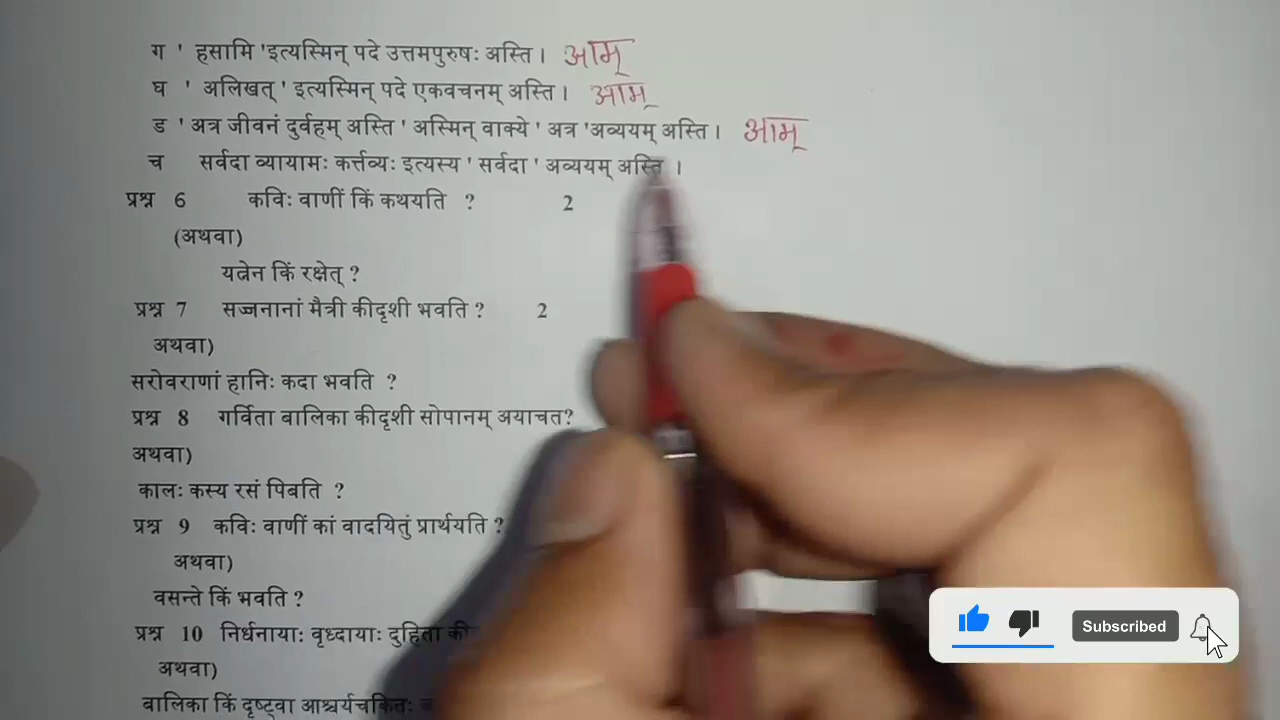 ग ' हसामि 'इत्यस्मिन् पदे उत्तमपुरुषः अस्ति । आम्
घ ' अलिखत् ' इत्यस्मिन् पदे एकवचनम् अस्ति । आम्
ड ' अत्र जीवनं दुर्वहम् अस्ति ' अस्मिन् वाक्ये ' अत्र 'अव्ययम् अस्ति । आम्
च सर्वदा व्यायामः कर्त्तव्यः इत्यस्य ' सर्वदा ' अव्ययम् अस्ति ।
प्रश्न 6 कविः वाणीं किं कथयति ? 2
(अथवा)
यत्नेन किं रक्षेत् ?
प्रश्न 7 सज्जनानां मैत्री कीदृशी भवति ? 2
अथवा)
सरोवराणां हानिः कदा भवति ?
प्रश्न 8 गर्विता बालिका कीदृशी सोपानम् अयाचत?
अथवा)
कालः कस्य रसं पिबति ?
प्रश्न 9 कविः वाणीं कां वादयितुं प्रार्थयति ?
अथवा)
वसन्ते किं भवति ?
प्रश्न 10 निर्धनायाः वृध्दायाः दुहिता
अथवा)
बालिका किं दृष्ट्वा आश्चर्यचकितः
Subscribed